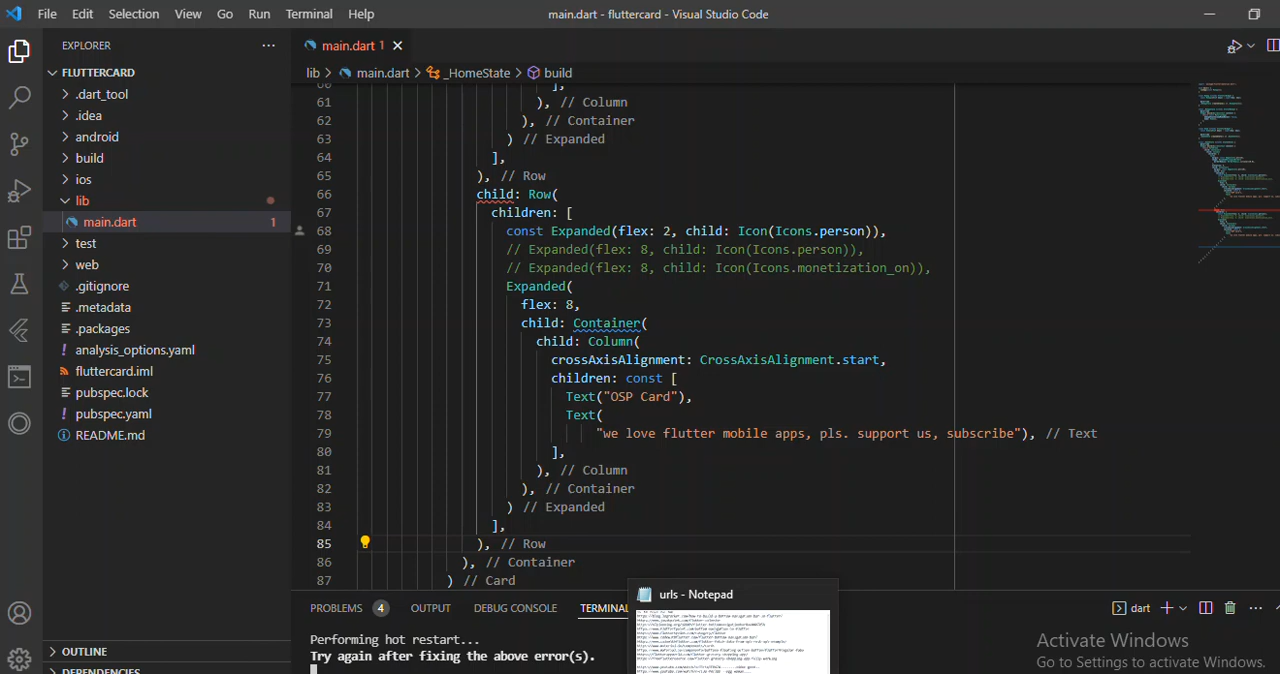 File Edit Selection View Go Run Terminal Help
main.dart - fluttercard - Visual Studio Code
EXPLORER
FLUTTERCARD
.dart_tool
.idea
android
build
ios
lib
main.dart 1
test
web
.gitignore
.metadata
.packages
analysis_options.yaml
fluttercard.iml
pubspec.lock
pubspec.yaml
README.md
OUTLINE
DEPENDENCIES
main.dart 1
lib > main.dart > _HomeState > build
60 ],
61 ), // Column
62 ), // Container
63 ) // Expanded
64 ],
65 ), // Row
66 child: Row(
67 children: [
68 const Expanded(flex: 2, child: Icon(Icons.person)),
69 // Expanded(flex: 8, child: Icon(Icons.person)),
70 // Expanded(flex: 8, child: Icon(Icons.monetization_on)),
71 Expanded(
72 flex: 8,
73 child: Container(
74 child: Column(
75 crossAxisAlignment: CrossAxisAlignment.start,
76 children: const [
77 Text("OSP Card"),
78 Text(
79 "we love flutter mobile apps, pls. support us, subscribe"), // Text
80 ],
81 ), // Column
82 ), // Container
83 ) // Expanded
84 ],
85 ), // Row
86 ), // Container
87 ) // Card
PROBLEMS 4 OUTPUT DEBUG CONSOLE TERMINAL
dart
Performing hot restart...
Try again after fixing the above error(s).
urls - Notepad
Activate Windows
Go to Settings to activate Windows.